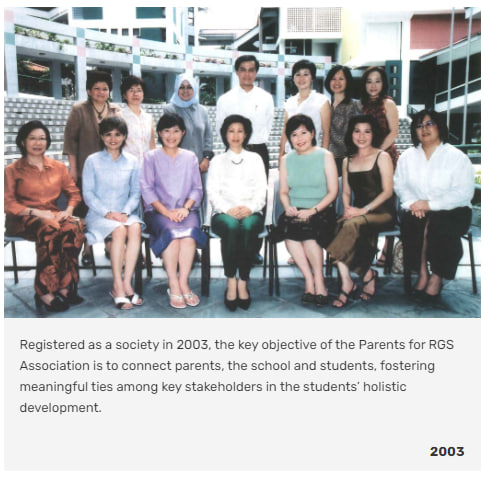 Registered as a society in 2003, the key objective of the Parents for RGS
Association is to connect parents, the school and students, fostering
meaningful ties among key stakeholders in the students’ holistic
development.
2003